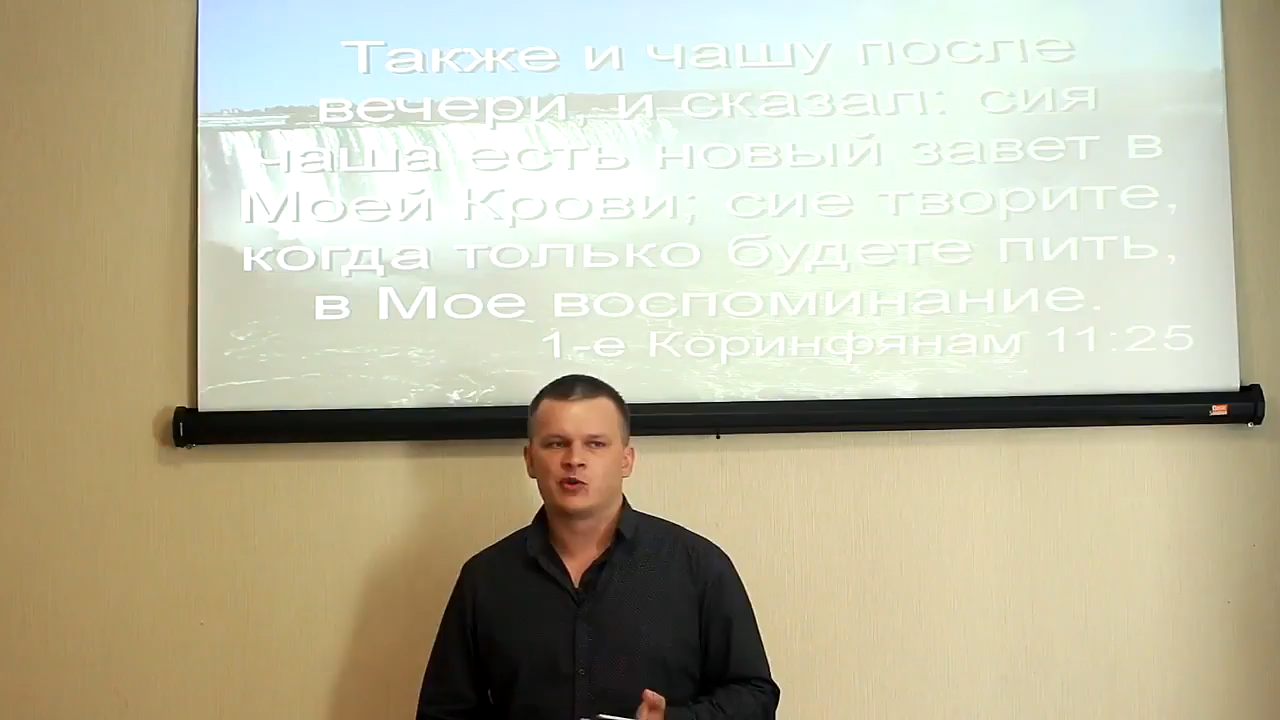 Также и чашу после
вечери, и сказал: сия
чаша есть новый завет в
Моей Крови; сие творите,
когда только будете пить,
в Мое воспоминание.
1-е Коринфянам 11:25